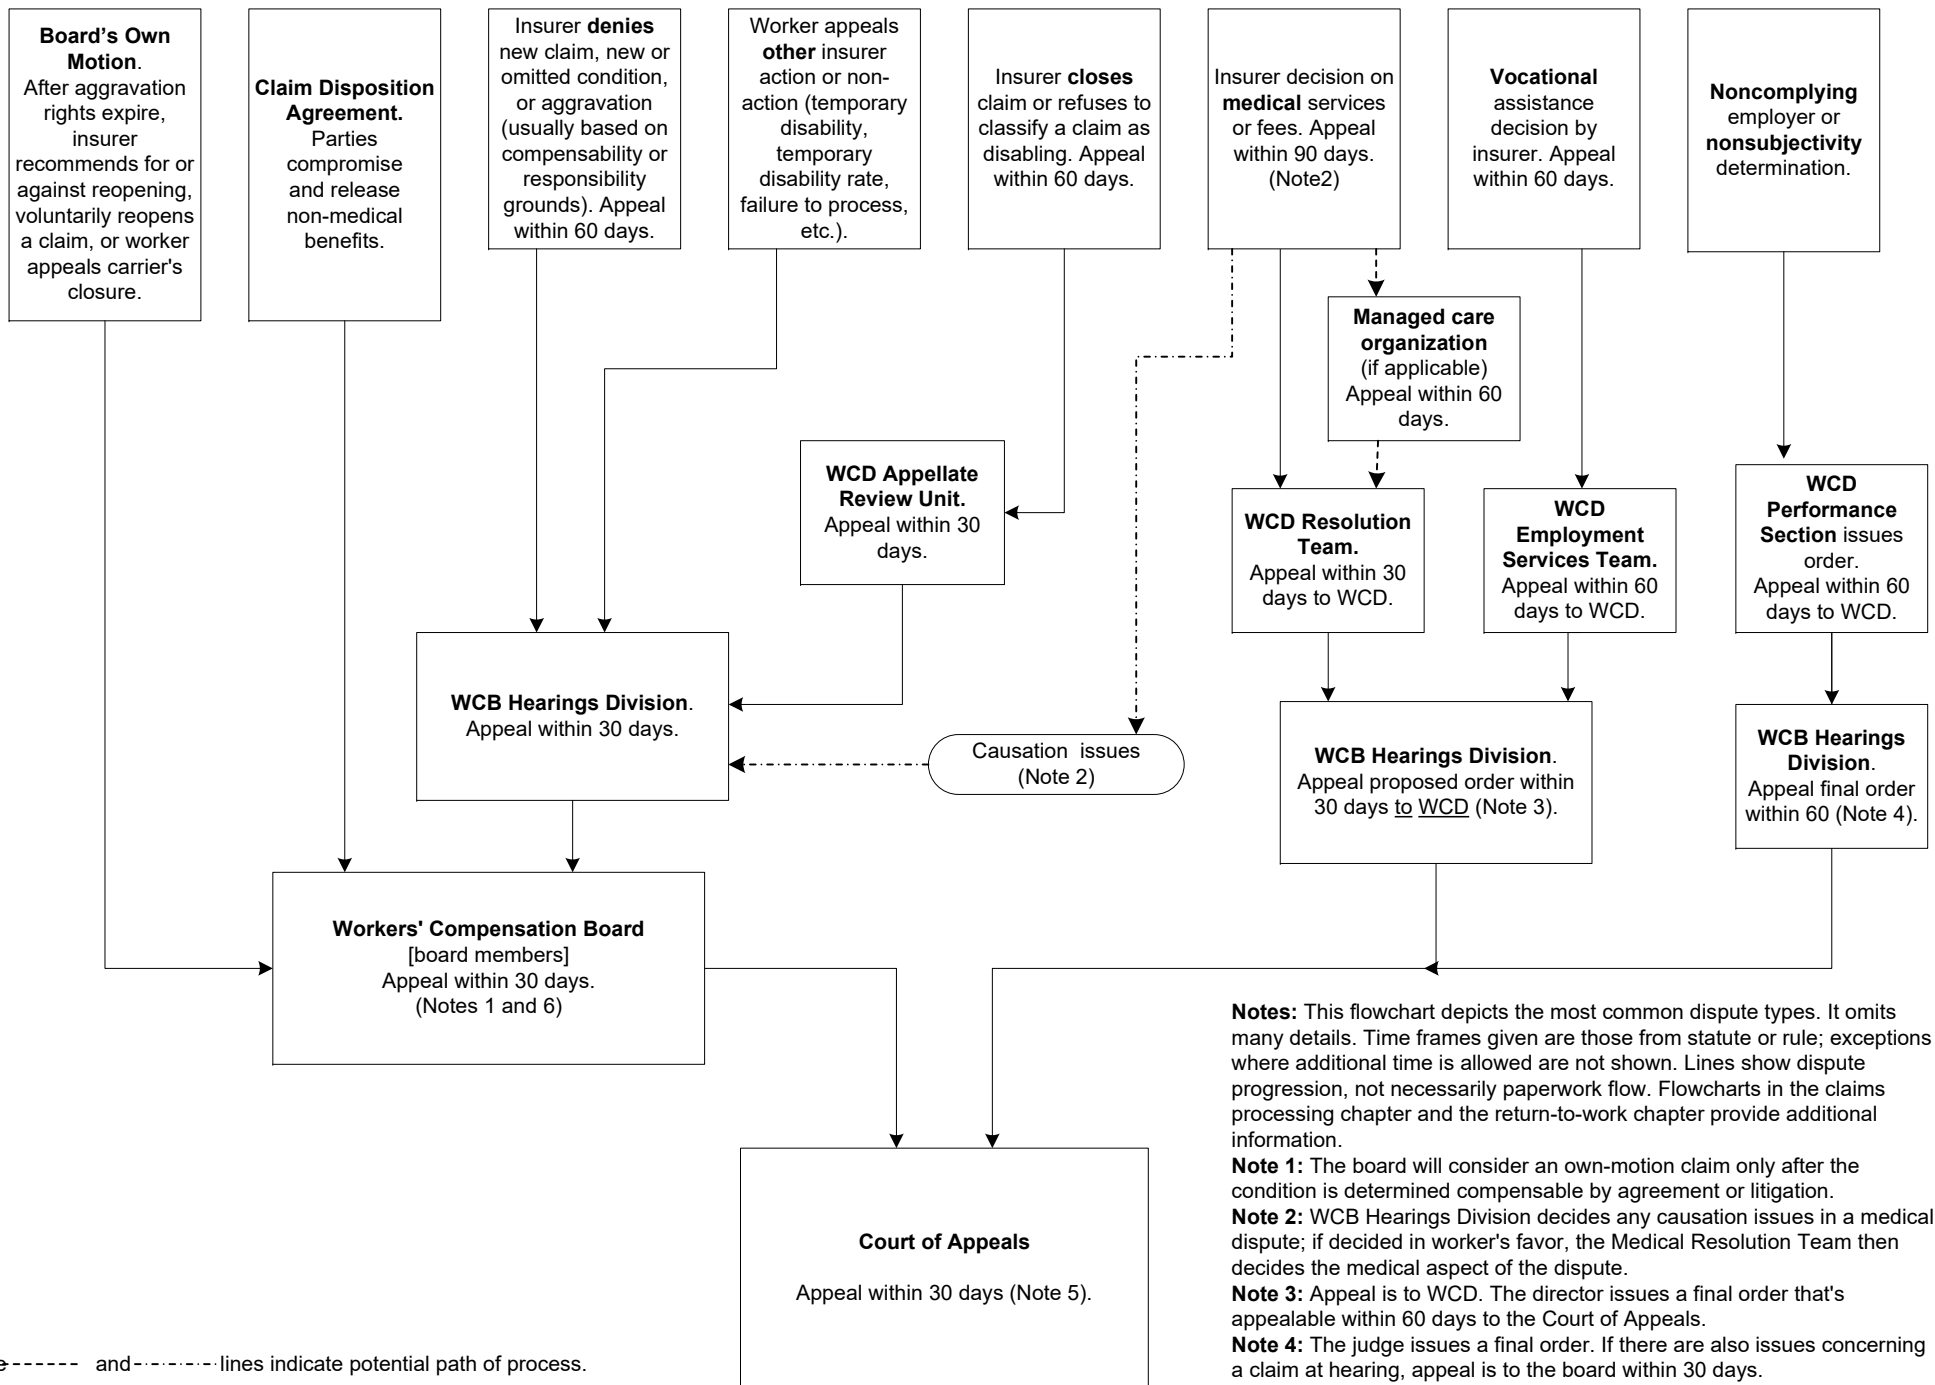 Board's Own
Motion.
After aggravation
rights expire,
insurer
recommends for or
against reopening,
voluntarily reopens
a claim, or worker
appeals carrier's
closure.
Claim Disposition
Agreement.
Parties
compromise
and release
non-medical
benefits.
Insurer denies
new claim, new or
omitted condition,
or aggravation
(usually based on
compensability or
responsibility
grounds). Appeal
within 60 days.
Worker appeals
other insurer
action or non-
action (temporary
disability,
temporary
disability rate,
failure to process,
etc.).
Insurer closes
claim or refuses to
classify a claim as
disabling. Appeal
within 60 days.
Insurer decision on
medical services
or fees. Appeal
within 90 days.
(Note2)
Vocational
assistance
decision by
insurer. Appeal
within 60 days.
Noncomplying
employer or
nonsubjectivity
determination.
Managed care
organization
(if applicable)
Appeal within 60
days.
WCD Appellate
Review Unit.
Appeal within 30
days.
WCD Resolution
Team.
Appeal within 30
days to WCD.
WCD
Employment
Services Team.
Appeal within 60
days to WCD.
WCD
Performance
Section issues
order.
Appeal within 60
days to WCD.
WCB Hearings Division.
Appeal within 30 days.
Causation issues
(Note 2)
WCB Hearings Division.
Appeal proposed order within
30 days to WCD (Note 3).
WCB Hearings
Division.
Appeal final order
within 60 (Note 4).
Workers' Compensation Board
[board members]
Appeal within 30 days.
(Notes 1 and 6)
Court of Appeals
Appeal within 30 days (Note 5).
Notes: This flowchart depicts the most common dispute types. It omits
many details. Time frames given are those from statute or rule; exceptions
where additional time is allowed are not shown. Lines show dispute
progression, not necessarily paperwork flow. Flowcharts in the claims
processing chapter and the return-to-work chapter provide additional
information.
Note 1: The board will consider an own-motion claim only after the
condition is determined compensable by agreement or litigation.
Note 2: WCB Hearings Division decides any causation issues in a medical
dispute; if decided in worker's favor, the Medical Resolution Team then
decides the medical aspect of the dispute.
Note 3: Appeal is to WCD. The director issues a final order that's
appealable within 60 days to the Court of Appeals.
Note 4: The judge issues a final order. If there are also issues concerning
a claim at hearing, appeal is to the board within 30 days.
and lines indicate potential path of process.